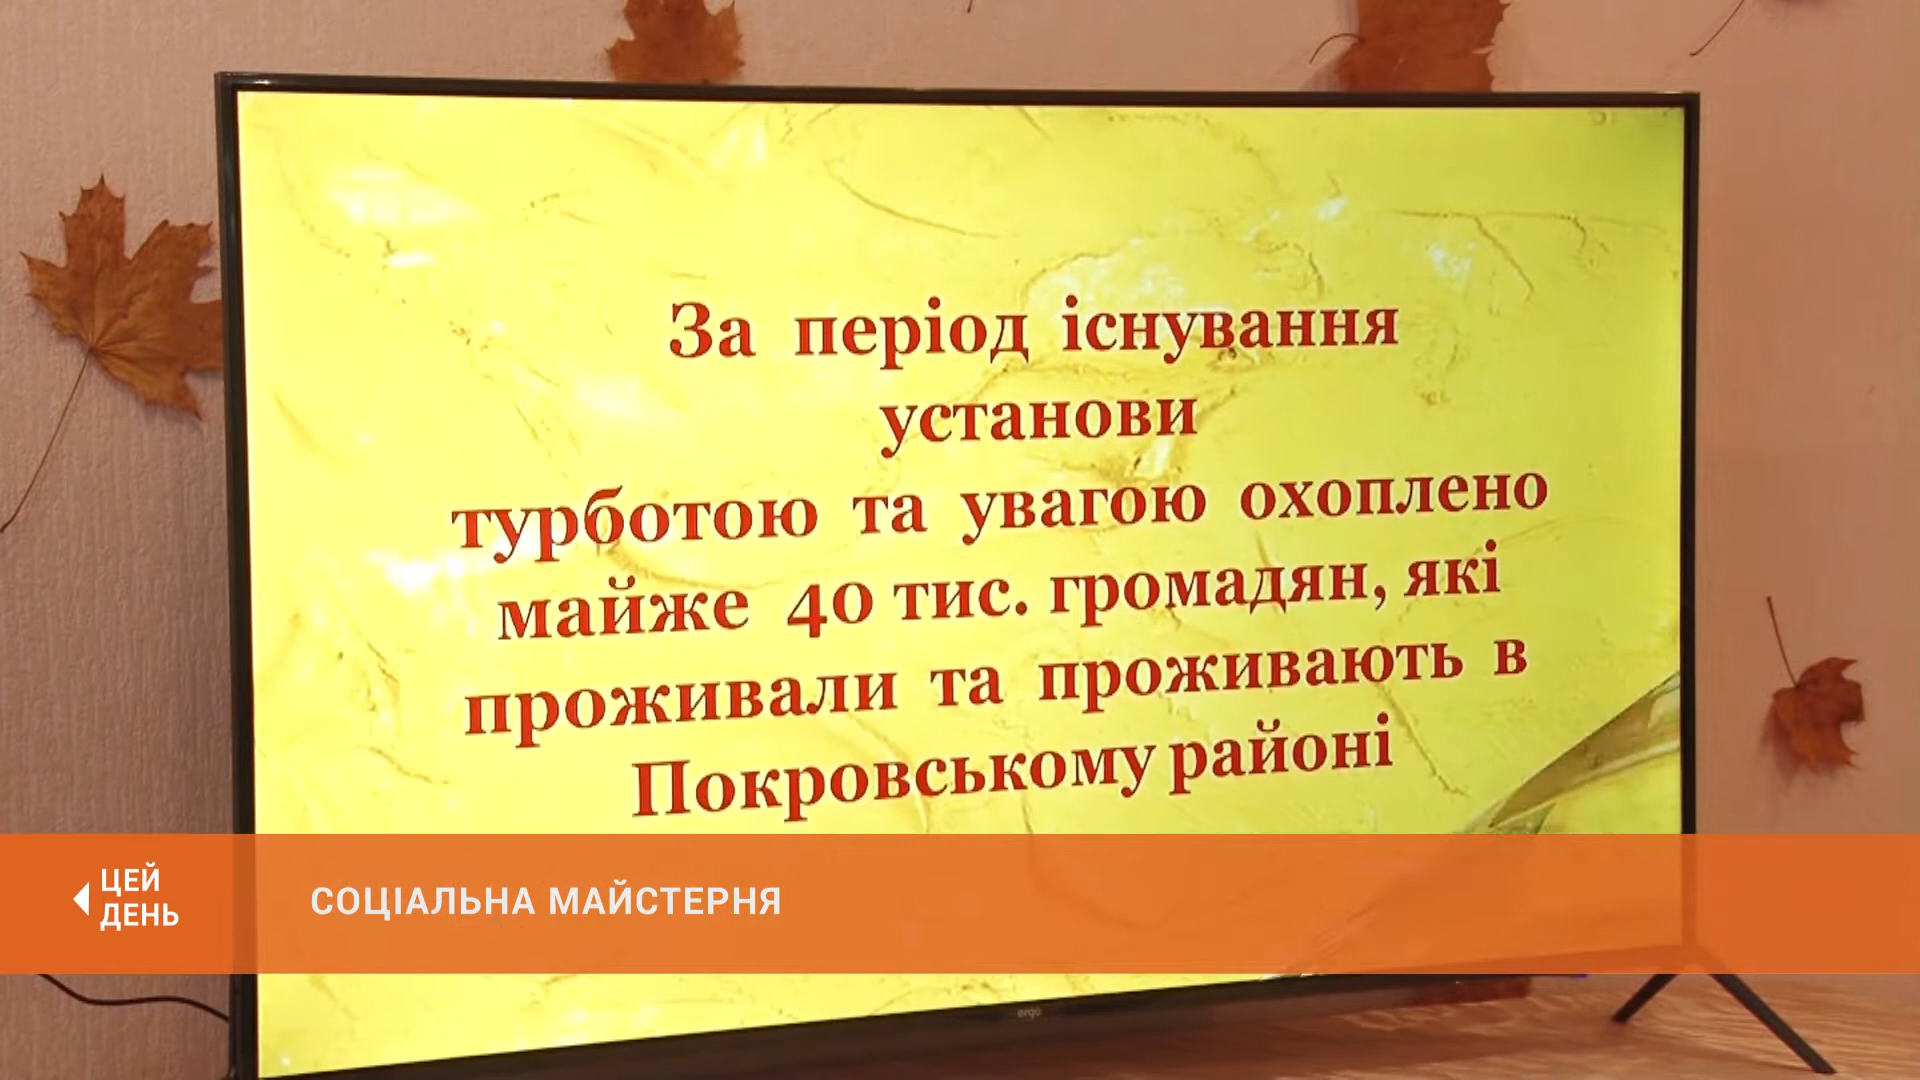 За період існування
установи
турботою та увагою охоплено
майже 40 тис. громадян, які
проживали та проживають в
Покровському районі
ЦЕЙ
ДЕНЬ
СОЦІАЛЬНА МАЙСТЕРНЯ
ergo